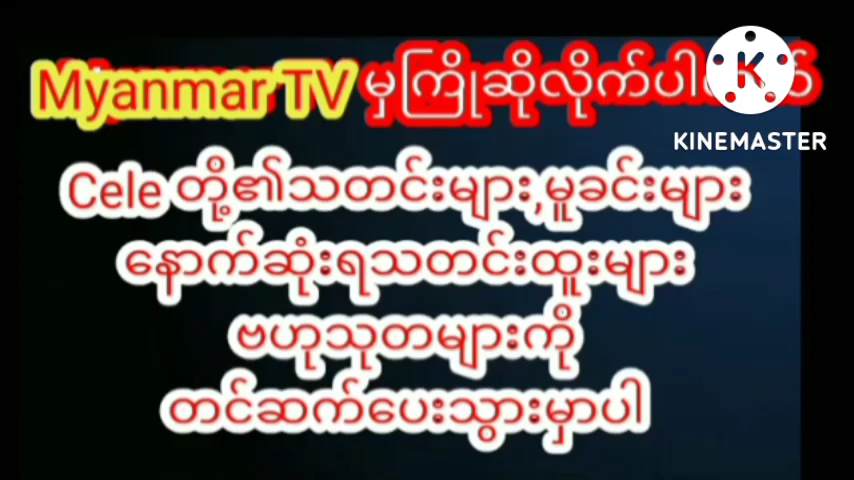 Myanmar TV မှကြိုဆိုလိုက်ပါ
KINEMASTER
Cele တို့၏သတင်းများ,မူခင်းများ
နောက်ဆုံးရသတင်းထူးများ
ဗဟုသုတများကို
တင်ဆက်ပေးသွားမှာပါ